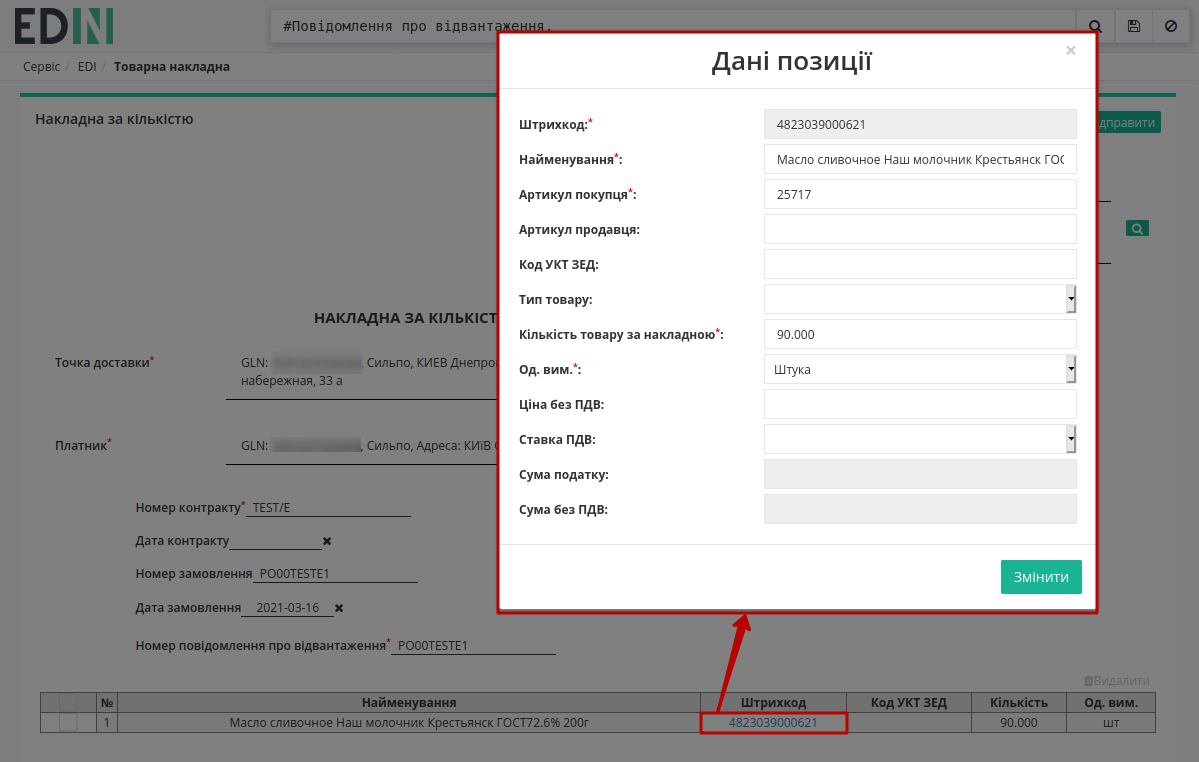 EDIN
#Повідомлення про відвантаження.
Сервіс / EDI / Товарна накладна
Накладна за кількістю
дправити
НАКЛАДНА ЗА КІЛЬКІСТ
Точка доставки*
GLN: , Сильпо, КИЕВ Днепров
набережная, 33 а
Платник*
GLN: , Сильпо, Адреса: КИЇВ
Номер контракту* TEST/E
Дата контракту ✖
Номер замовлення PO00TESTE1
Дата замовлення 2021-03-16 ✖
Номер повідомлення про відвантаження* PO00TESTE1
Видалити
№ Найменування Штрихкод Код УКТ ЗЕД Кількість Од. вим.
1 Масло сливочное Наш молочник Крестьянск ГОСТ72.6% 200г 4823039000621 90.000 шт
Дані позиції
×
Штрихкод:* 4823039000621
Найменування*: Масло сливочное Наш молочник Крестьянск ГОС
Артикул покупця*: 25717
Артикул продавця:
Код УКТ ЗЕД:
Тип товару:
Кількість товару за накладною*: 90.000
Од. вим.*: Штука
Ціна без ПДВ:
Ставка ПДВ:
Сума податку:
Сума без ПДВ:
Змінити